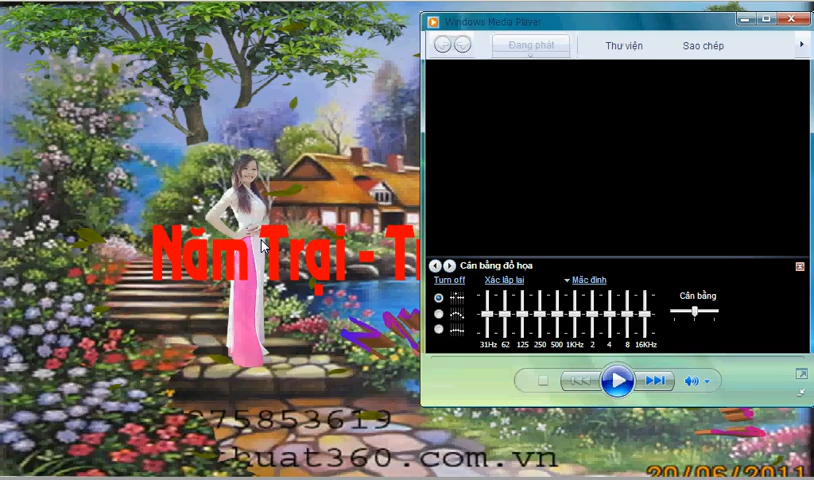 Windows Media Player
Đang phát
Thư viện
Sao chép
Năm Trại - Tr
Cân bằng đồ họa
Turn off
Xác lập lại
Mặc định
Cân bằng
31Hz 62 125 250 500 1KHz 2 4 8 16KHz
975853619
huat360.com.vn
20/06/2011